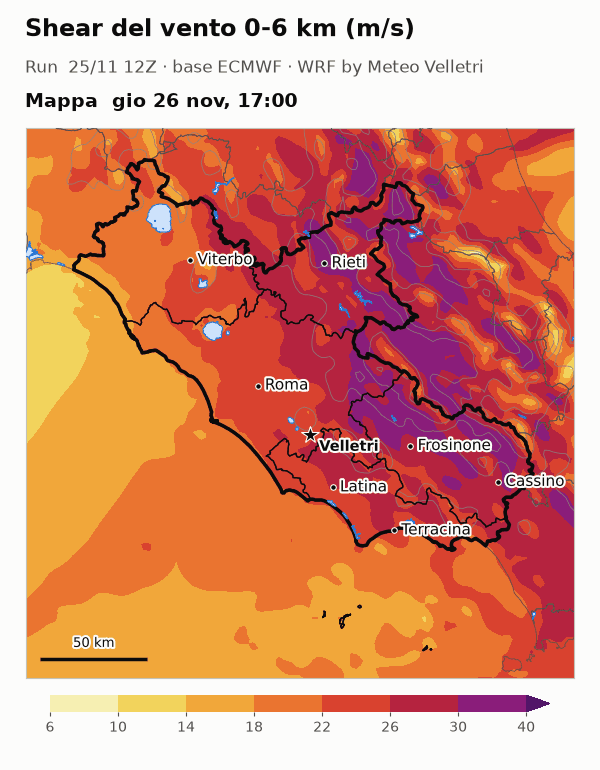 Shear del vento 0-6 km (m/s)
Run  25/11 12Z · base ECMWF · WRF by Meteo Velletri
Mappa  gio 26 nov, 17:00
Viterbo
Rieti
Roma
Velletri
Frosinone
Cassino
Latina
Terracina
50 km
6 10 14 18 22 26 30 40